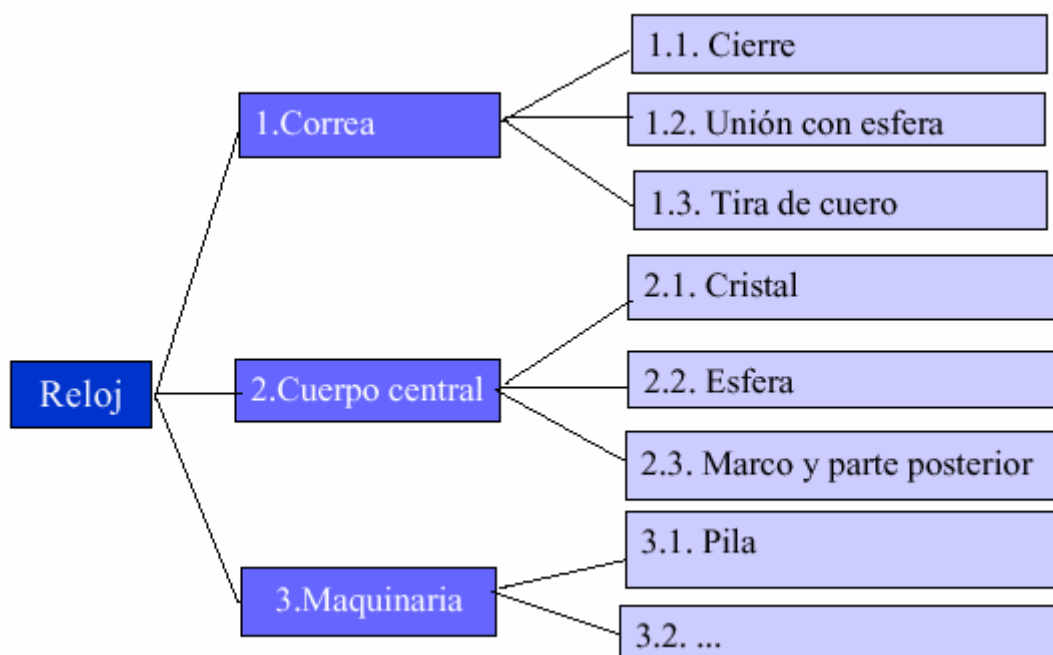 Reloj
1.Correa
1.1. Cierre
1.2. Unión con esfera
1.3. Tira de cuero
2.Cuerpo central
2.1. Cristal
2.2. Esfera
2.3. Marco y parte posterior
3.Maquinaria
3.1. Pila
3.2. ...